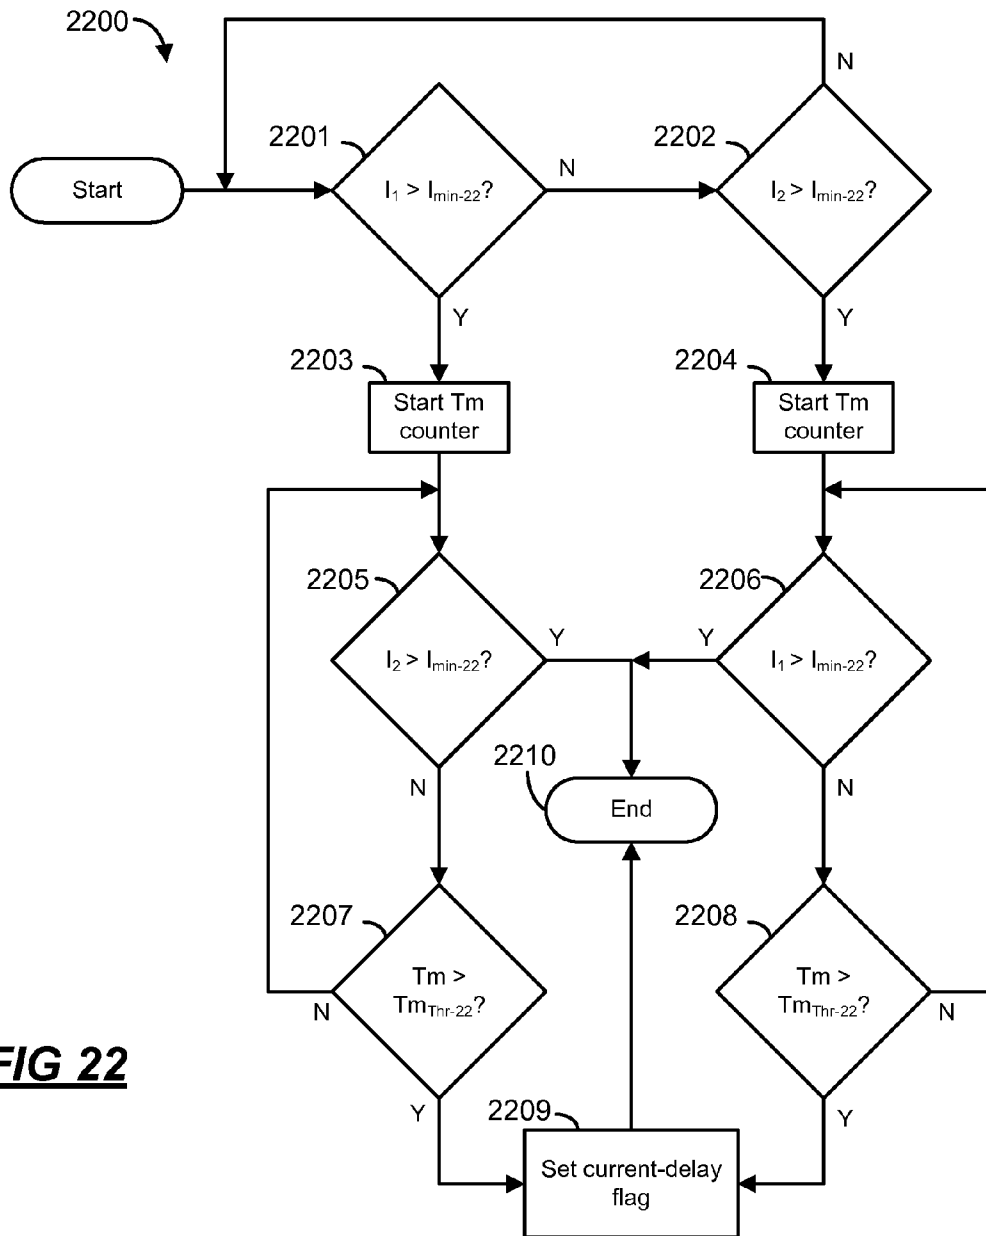 2200
N
2201
2202
Start
I1 > Imin-22?
N
I2 > Imin-22?
Y
Y
2203
2204
Start Tm
counter
Start Tm
counter
2205
2206
Y
Y
I2 > Imin-22?
I1 > Imin-22?
2210
N
N
End
2207
2208
Tm >
TmThr-22?
Tm >
TmThr-22?
N
N
FIG 22
Y
2209
Y
Set current-delay
flag